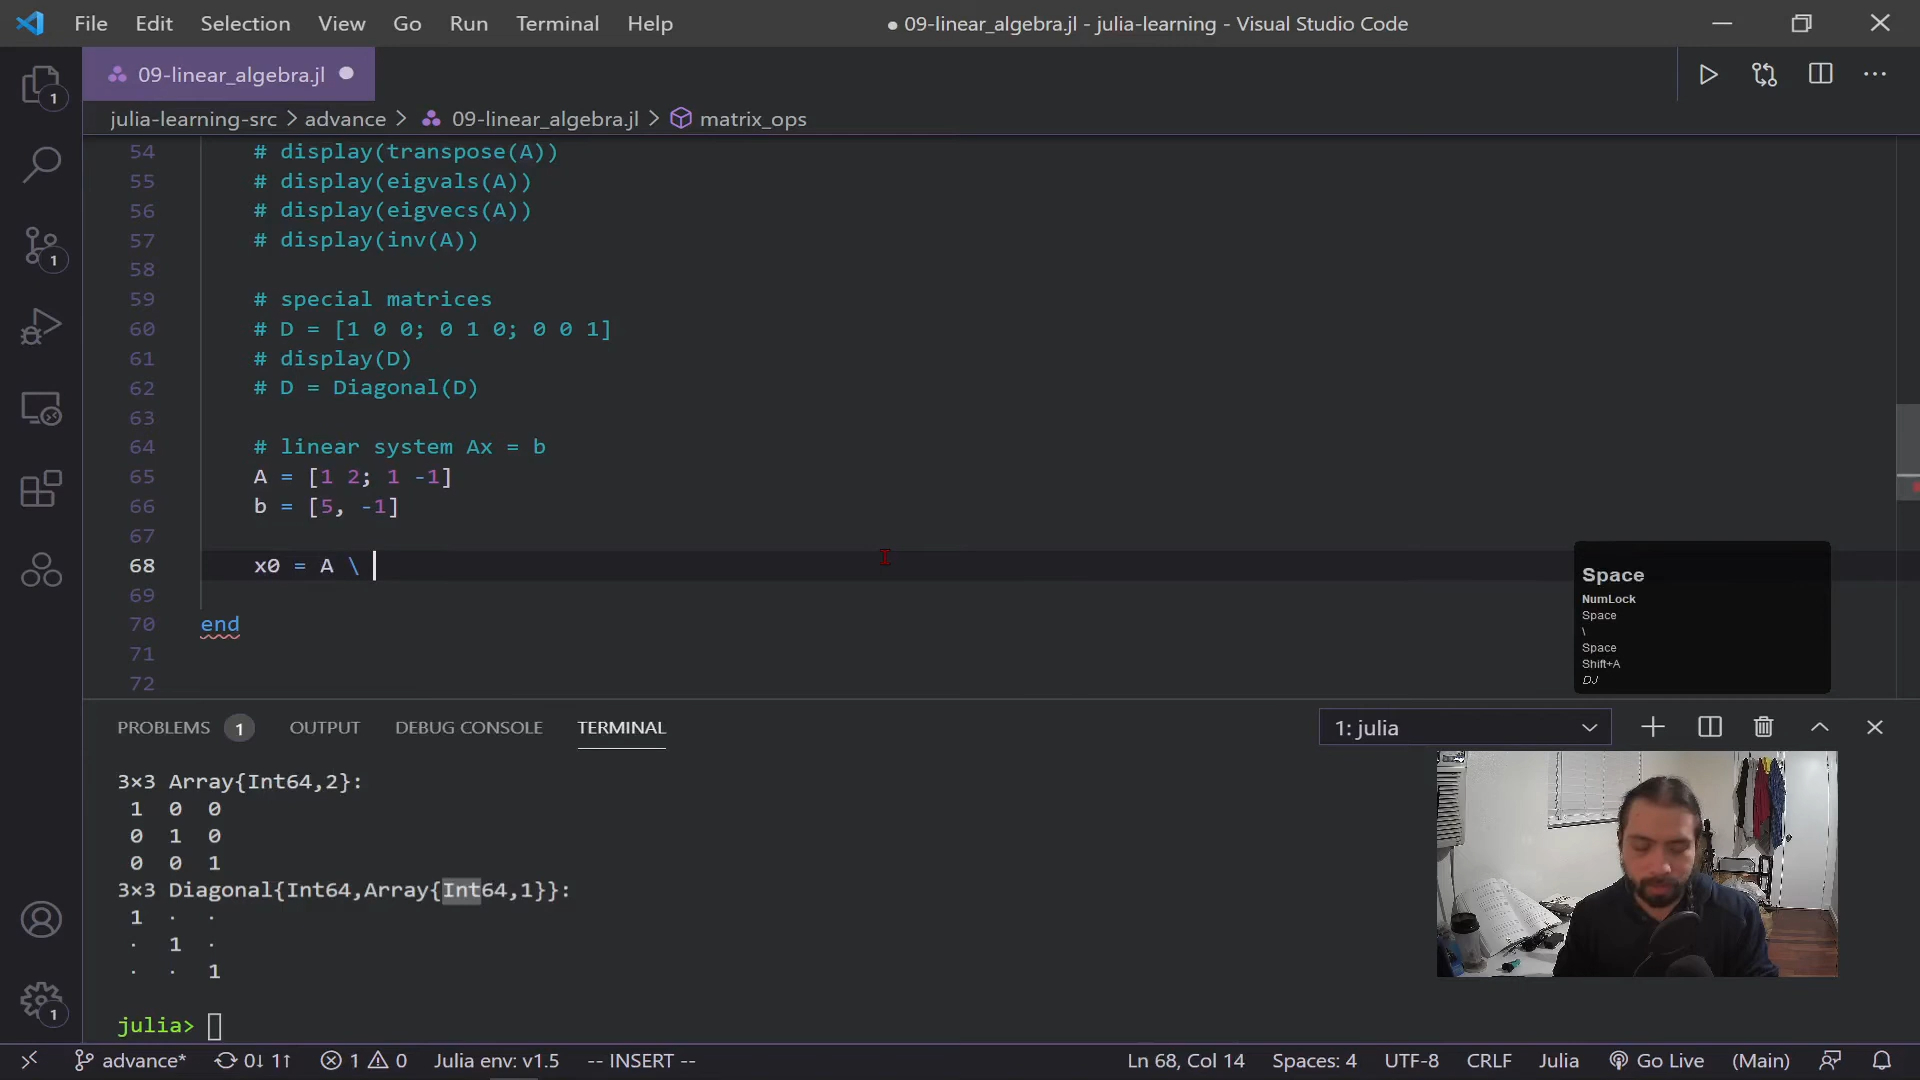 File Edit Selection View Go Run Terminal Help ● 09-linear_algebra.jl - julia-learning - Visual Studio Code
09-linear_algebra.jl
julia-learning-src > advance > 09-linear_algebra.jl > matrix_ops
54 # display(transpose(A))
55 # display(eigvals(A))
56 # display(eigvecs(A))
57 # display(inv(A))
58
59 # special matrices
60 # D = [1 0 0; 0 1 0; 0 0 1]
61 # display(D)
62 # D = Diagonal(D)
63
64 # linear system Ax = b
65 A = [1 2; 1 -1]
66 b = [5, -1]
67
68 x0 = A \
69
70 end
71
72
Space
NumLock
Space
\
Space
Shift+A
DJ
PROBLEMS 1 OUTPUT DEBUG CONSOLE TERMINAL 1: julia
3×3 Array{Int64,2}:
1 0 0
0 1 0
0 0 1
3×3 Diagonal{Int64,Array{Int64,1}}:
1 ⋅ ⋅
⋅ 1 ⋅
⋅ ⋅ 1
julia>
1
1
1
advance* 0↓ 1↑ 1 0 Julia env: v1.5 -- INSERT -- Ln 68, Col 14 Spaces: 4 UTF-8 CRLF Julia Go Live (Main)